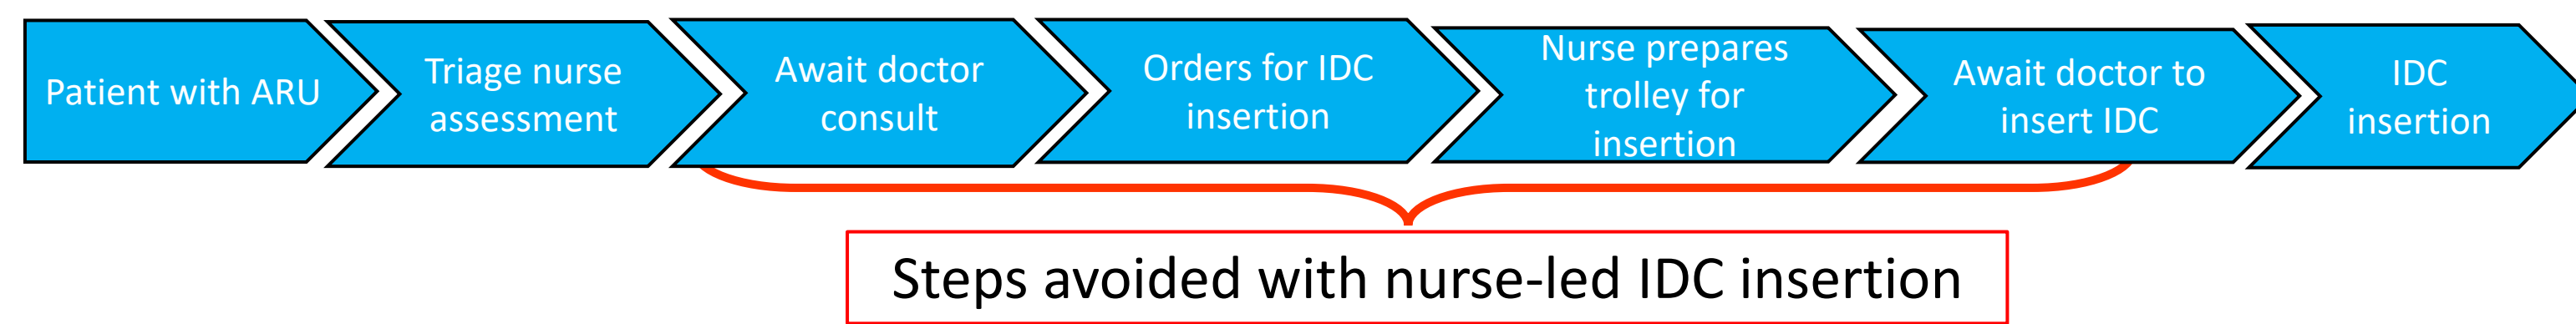 Patient with ARU
Triage nurse
assessment
Await doctor
consult
Orders for IDC
insertion
Nurse prepares
trolley for
insertion
Await doctor to
insert IDC
IDC
insertion
Steps avoided with nurse-led IDC insertion